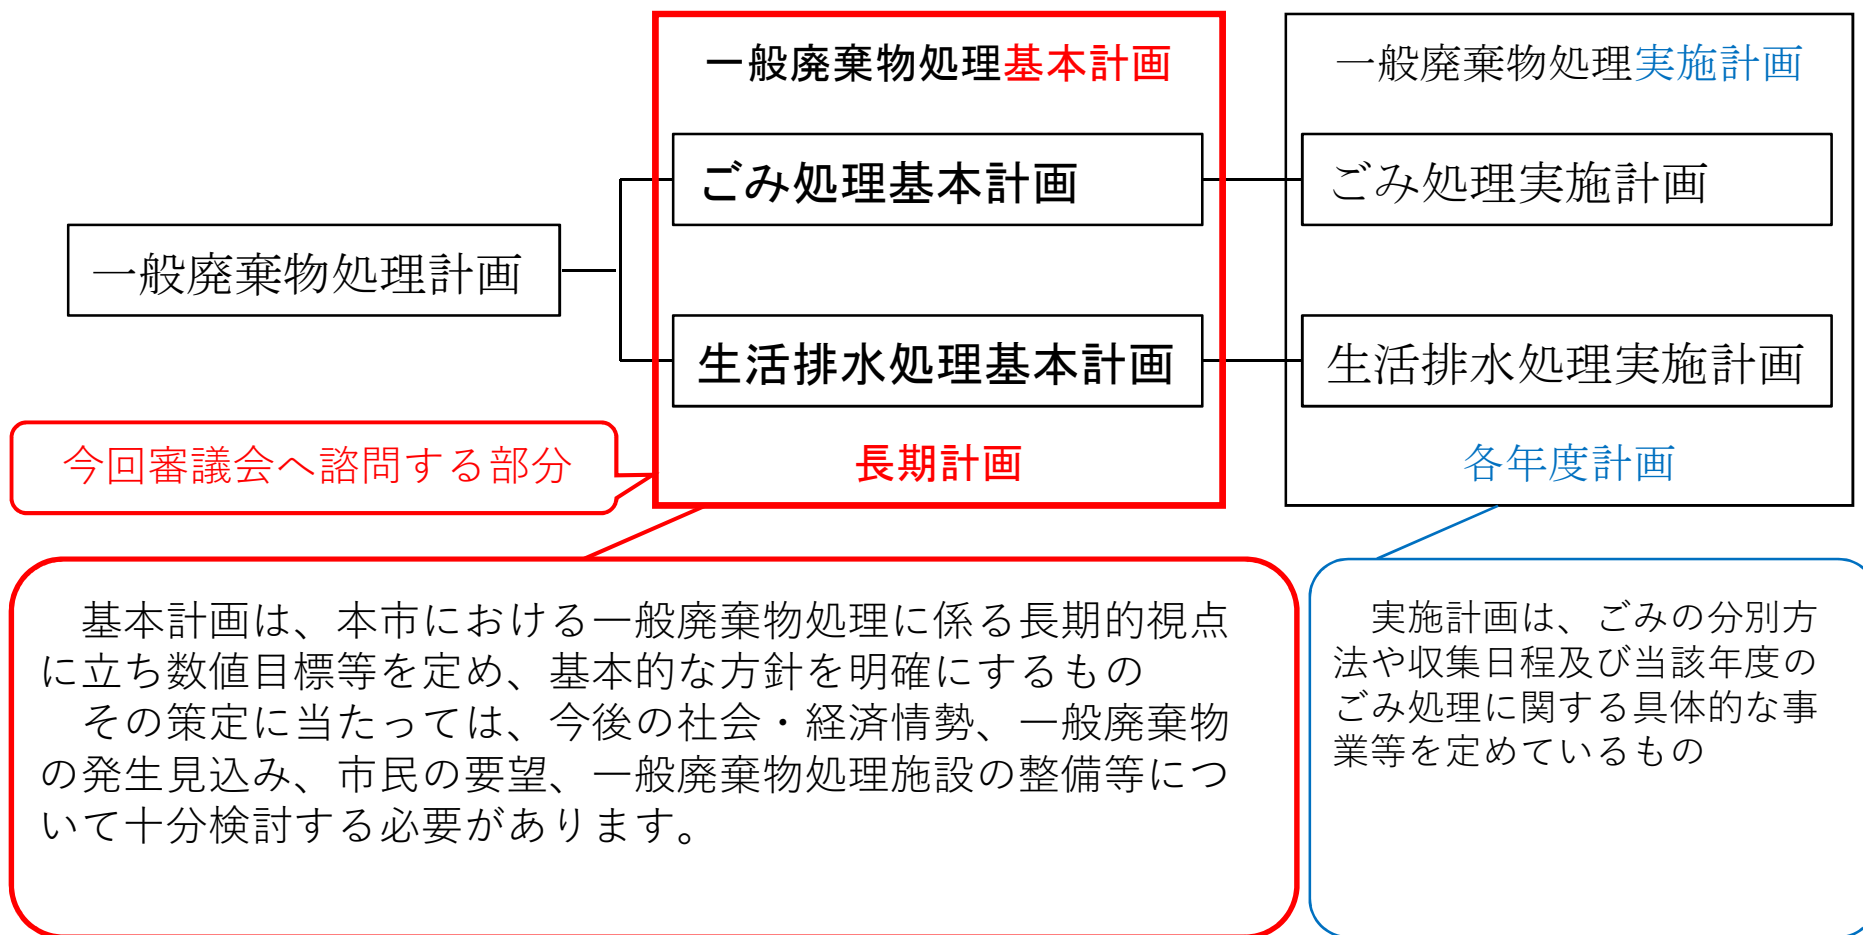 一般廃棄物処理基本計画
一般廃棄物処理実施計画
ごみ処理基本計画
ごみ処理実施計画
一般廃棄物処理計画
生活排水処理基本計画
生活排水処理実施計画
今回審議会へ諮問する部分
長期計画
各年度計画
基本計画は、本市における一般廃棄物処理に係る長期的視点
に立ち数値目標等を定め、基本的な方針を明確にするもの
その策定に当たっては、今後の社会・経済情勢、一般廃棄物
の発生見込み、市民の要望、一般廃棄物処理施設の整備等につ
いて十分検討する必要があります。
実施計画は、ごみの分別方
法や収集日程及び当該年度の
ごみ処理に関する具体的な事
業等を定めているもの